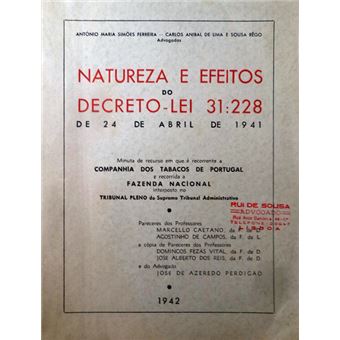 ANTÓNIO MARIA SIMÕES FERREIRA — CARLOS ANIBAL DE LIMA E SOUSA RÊGO
Advogados
NATUREZA E EFEITOS
DO
DECRETO-LEI 31:228
DE 24 DE ABRIL DE 1941
Minuta de recurso em que é recorrente a
COMPANHIA DOS TABACOS DE PORTUGAL
e recorrida a
FAZENDA NACIONAL
interposto no
TRIBUNAL PLENO do Supremo Tribunal Administrativo
RUI DE SOUSA
ADVOGADO
LISBOA
Pareceres dos Professores
MARCELLO CAETANO, da F. de D.
AGOSTINHO DE CAMPOS, da F. de L.
e a cópia de Pareceres dos Professores
DOMINGOS FEZAS VITAL, da F. de D.
JOSÉ ALBERTO DOS REIS, da F. de D.
e do Advogado
JOSÉ DE AZEREDO PERDIGÃO
1942